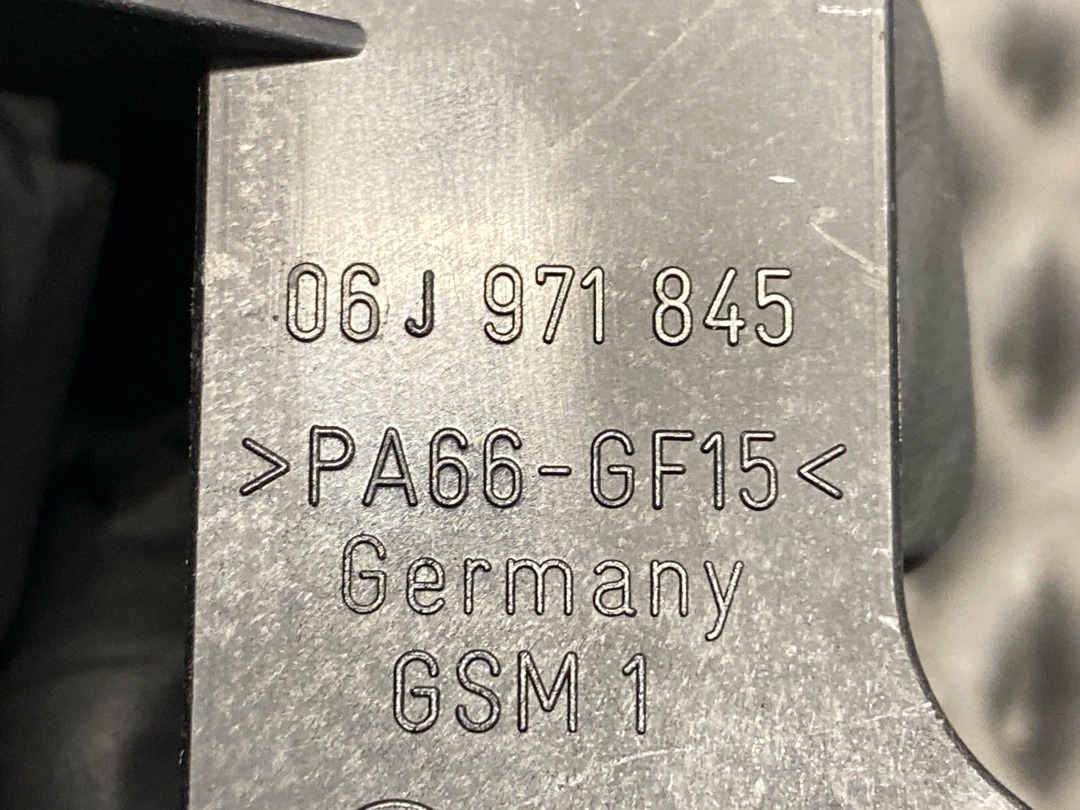 06J 971 845
>PA66-GF15<
Germany
GSM 1